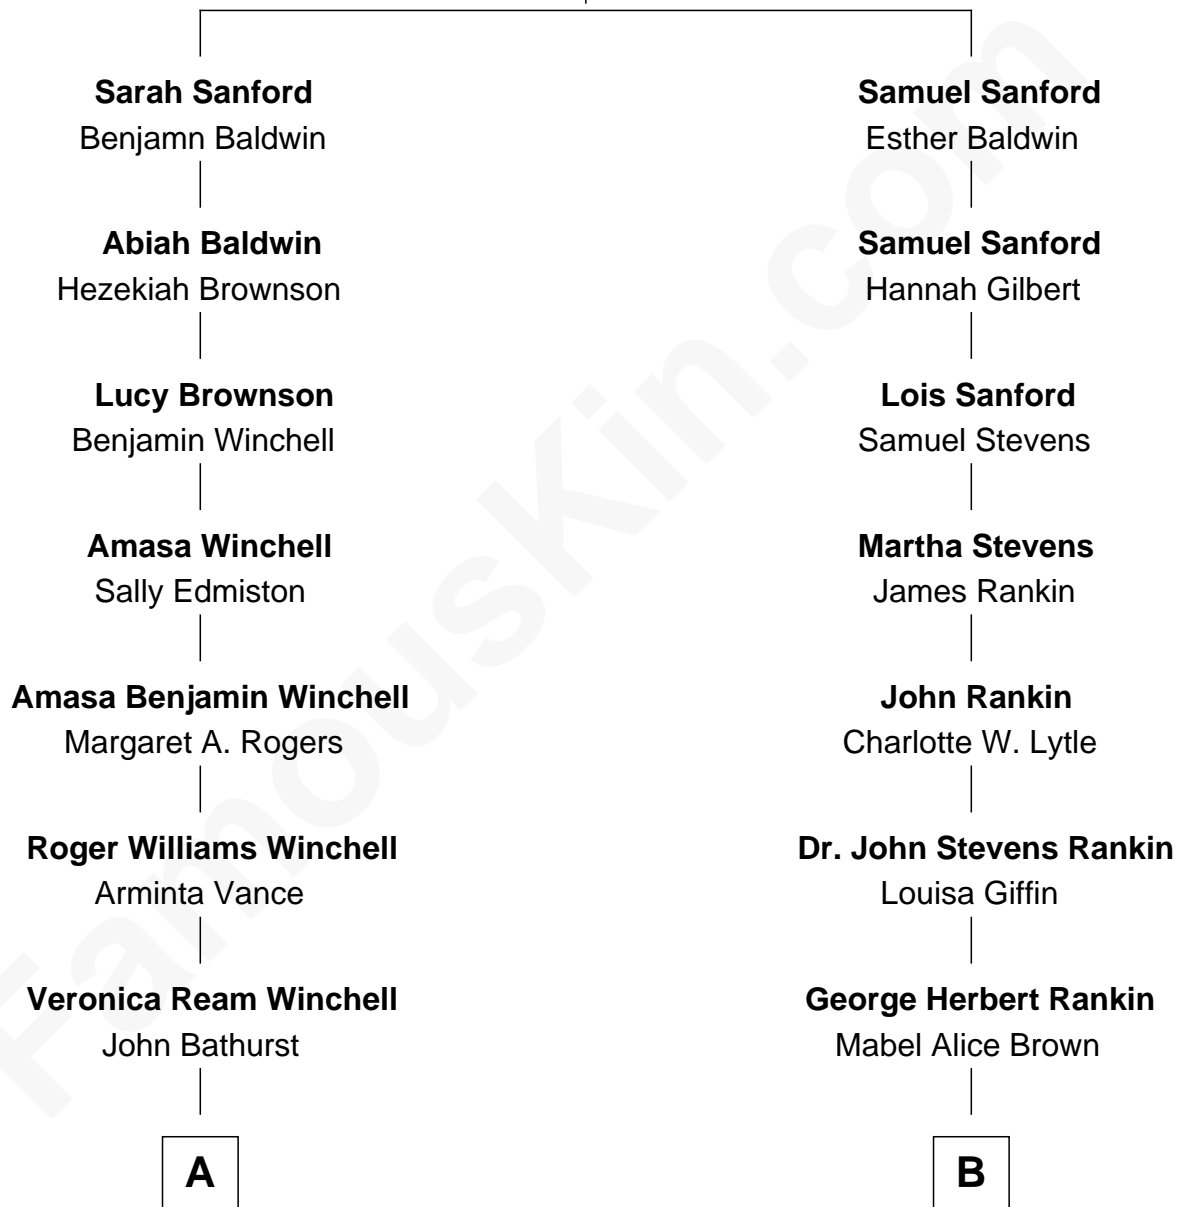 Sarah Sanford
Benjamn Baldwin
Abiah Baldwin
Hezekiah Brownson
Lucy Brownson
Benjamin Winchell
Amasa Winchell
Sally Edmiston
Amasa Benjamin Winchell
Margaret A. Rogers
Roger Williams Winchell
Arminta Vance
Veronica Ream Winchell
John Bathurst
A
Samuel Sanford
Esther Baldwin
Samuel Sanford
Hannah Gilbert
Lois Sanford
Samuel Stevens
Martha Stevens
James Rankin
John Rankin
Charlotte W. Lytle
Dr. John Stevens Rankin
Louisa Giffin
George Herbert Rankin
Mabel Alice Brown
B
FamousKin.com